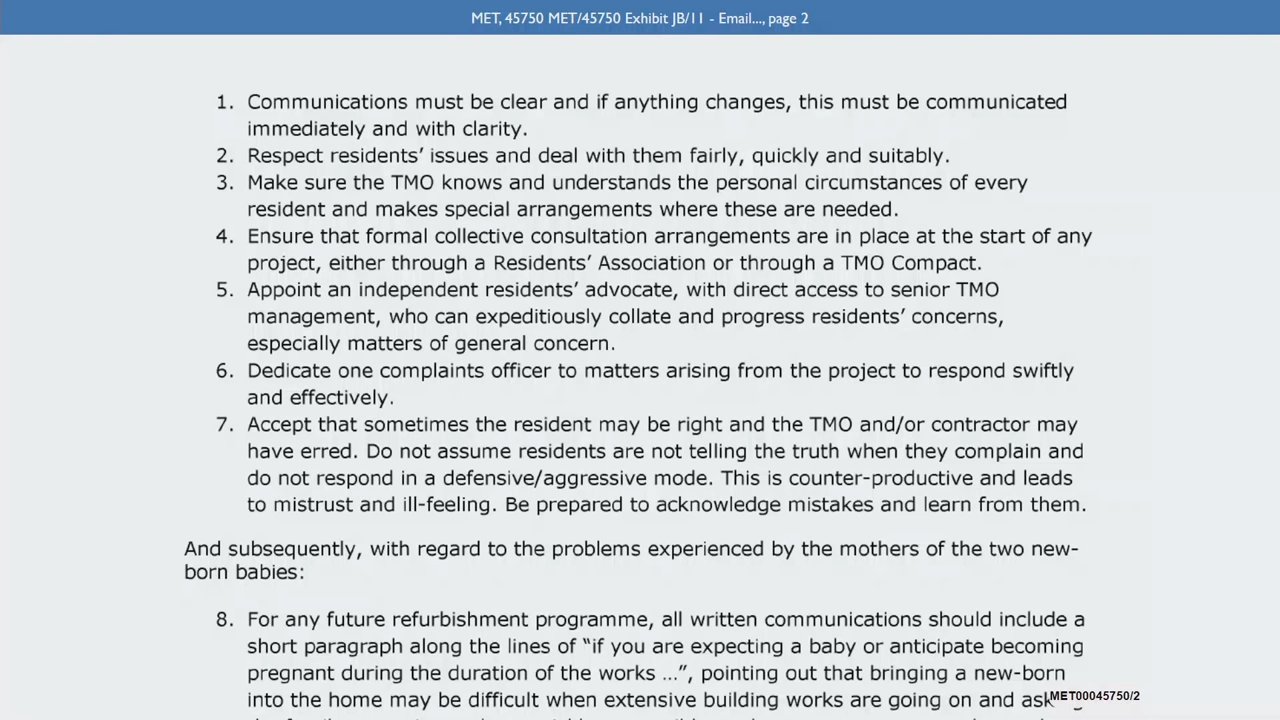 MET, 45750 MET/45750 Exhibit JB/11 - Email..., page 2
1. Communications must be clear and if anything changes, this must be communicated
immediately and with clarity.
2. Respect residents’ issues and deal with them fairly, quickly and suitably.
3. Make sure the TMO knows and understands the personal circumstances of every
resident and makes special arrangements where these are needed.
4. Ensure that formal collective consultation arrangements are in place at the start of any
project, either through a Residents’ Association or through a TMO Compact.
5. Appoint an independent residents’ advocate, with direct access to senior TMO
management, who can expeditiously collate and progress residents’ concerns,
especially matters of general concern.
6. Dedicate one complaints officer to matters arising from the project to respond swiftly
and effectively.
7. Accept that sometimes the resident may be right and the TMO and/or contractor may
have erred. Do not assume residents are not telling the truth when they complain and
do not respond in a defensive/aggressive mode. This is counter-productive and leads
to mistrust and ill-feeling. Be prepared to acknowledge mistakes and learn from them.
And subsequently, with regard to the problems experienced by the mothers of the two new-
born babies:
8. For any future refurbishment programme, all written communications should include a
short paragraph along the lines of “if you are expecting a baby or anticipate becoming
pregnant during the duration of the works ...”, pointing out that bringing a new-born
into the home may be difficult when extensive building works are going on and
MET00045750/2